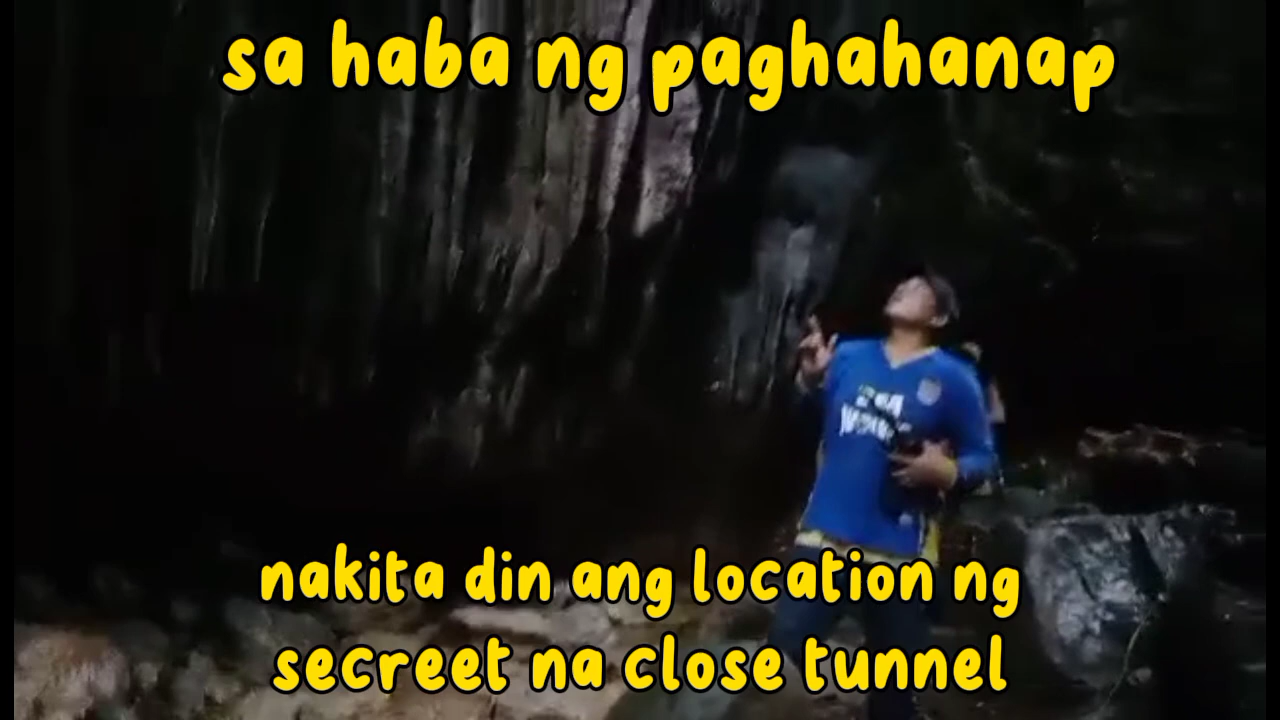 sa haba ng paghahanap
nakita din ang location ng
secreet na close tunnel